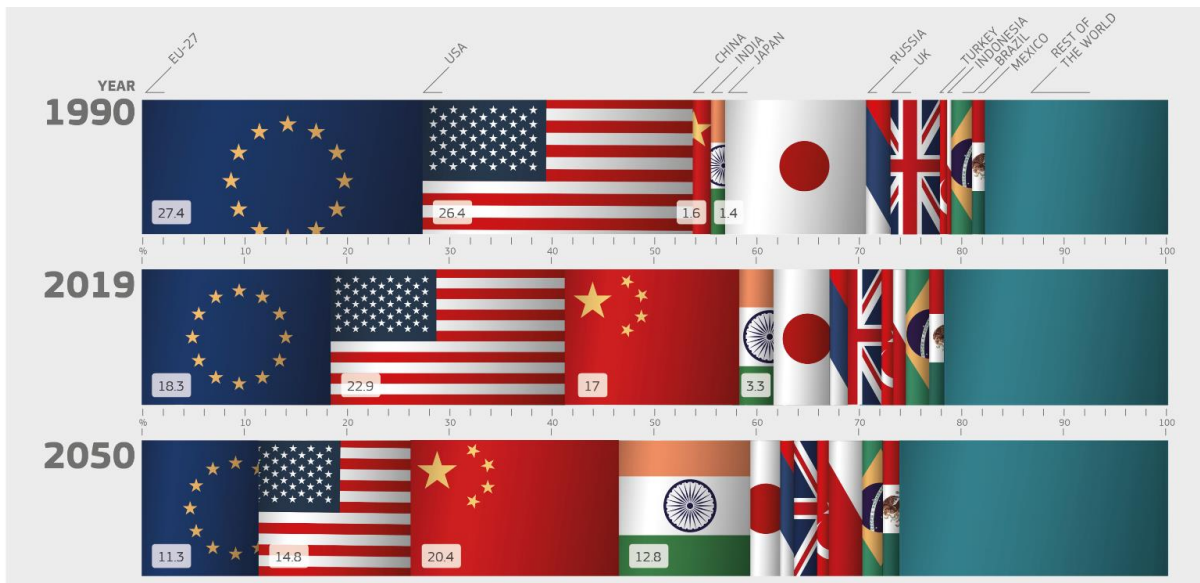 EU-27
USA
CHINA
INDIA
JAPAN
RUSSIA
UK
TURKEY
INDONESIA
BRAZIL
MEXICO
REST OF
THE WORLD
YEAR
1990
27.4
26.4
1.6
1.4
% 10 20 30 40 50 60 70 80 90 100
2019
18.3
22.9
17
3.3
% 10 20 30 40 50 60 70 80 90 100
2050
11.3
14.8
20.4
12.8